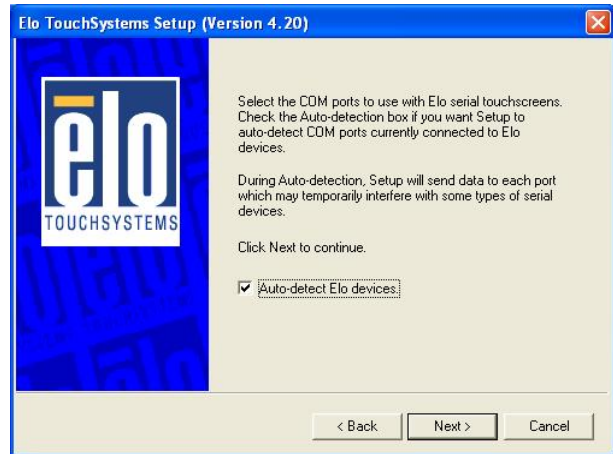 Elo TouchSystems Setup (Version 4.20)
ēlo
TOUCHSYSTEMS
Select the COM ports to use with Elo serial touchscreens.
Check the Auto-detection box if you want Setup to
auto-detect COM ports currently connected to Elo
devices.
During Auto-detection, Setup will send data to each port
which may temporarily interfere with some types of serial
devices.
Click Next to continue.
Auto-detect Elo devices.
< Back
Next >
Cancel